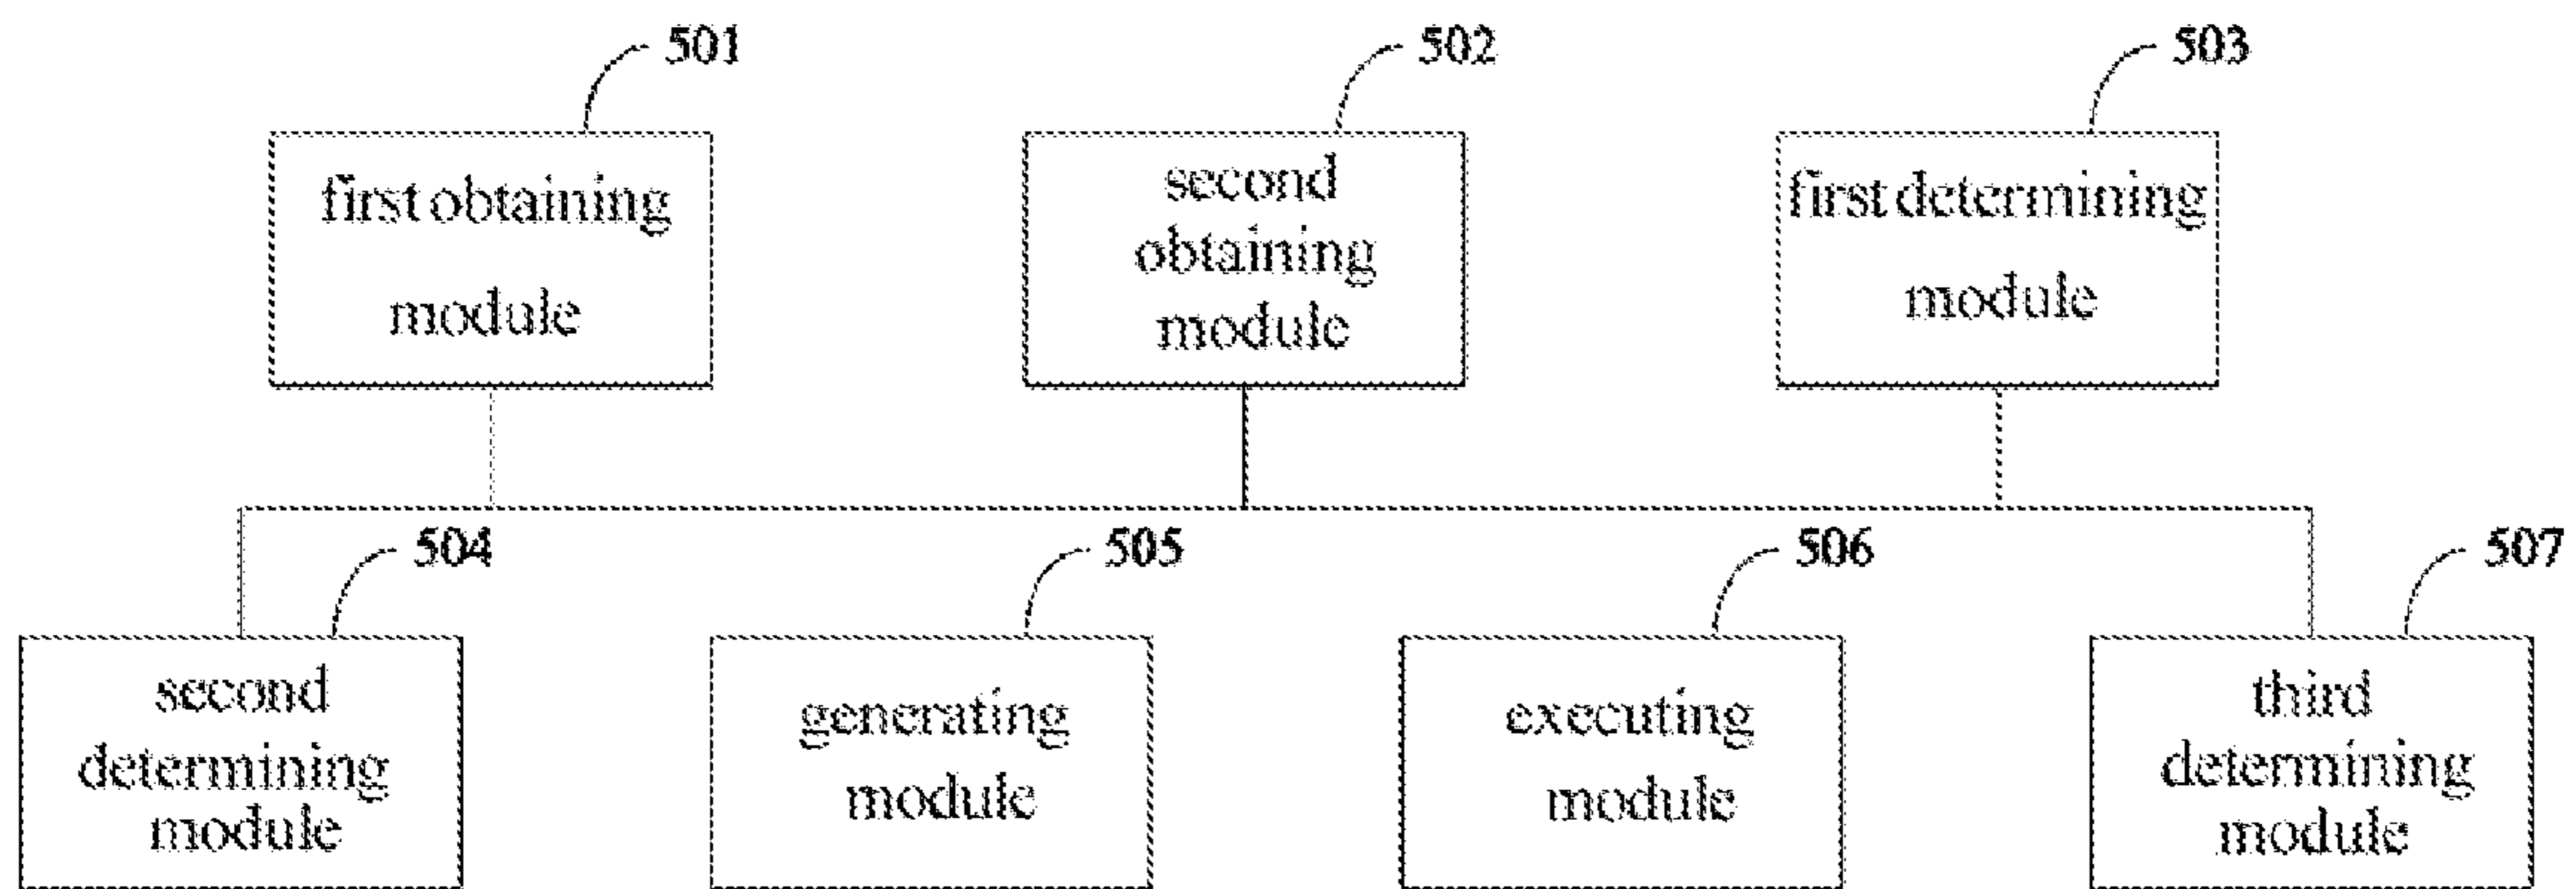 501
first obtaining
module
502
second
obtaining
module
503
first determining
module
504
second
determining
module
505
generating
module
506
executing
module
507
third
determining
module